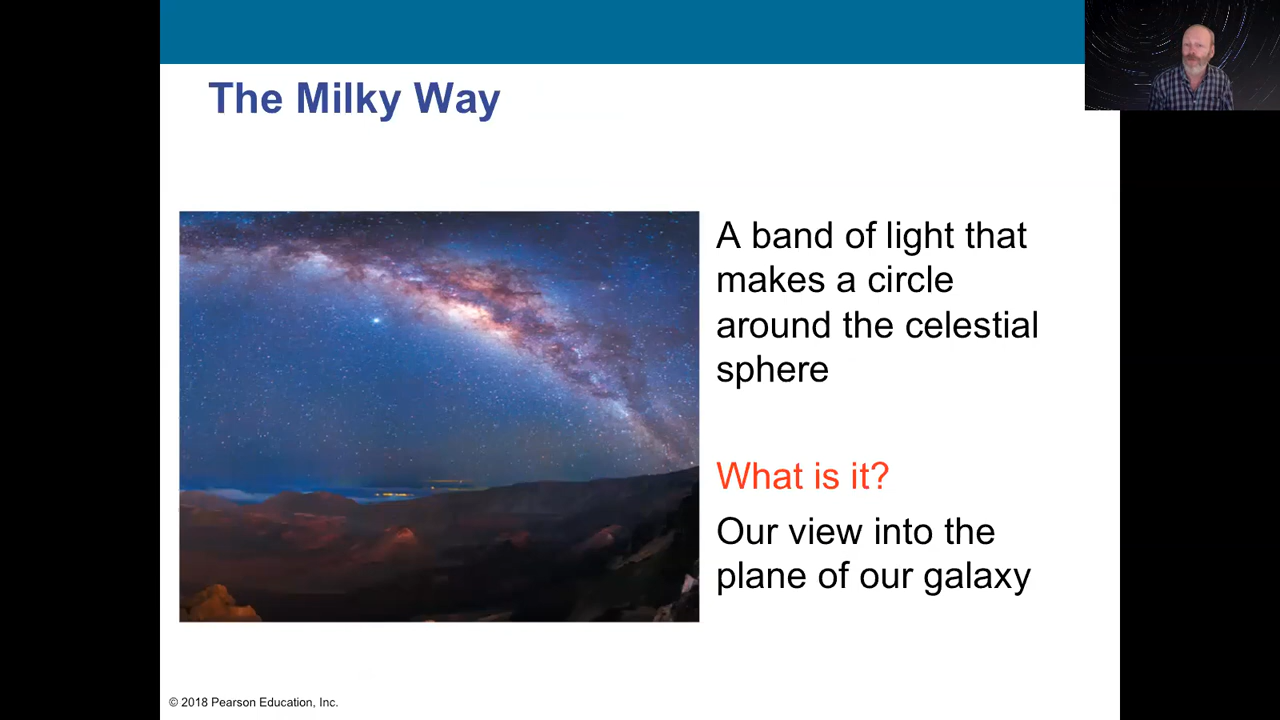 The Milky Way
A band of light that
makes a circle
around the celestial
sphere
What is it?
Our view into the
plane of our galaxy
© 2018 Pearson Education, Inc.